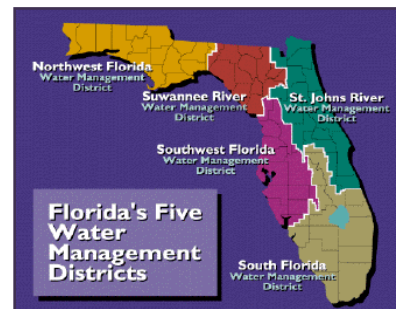 Northwest Florida
Water Management
District
Suwannee River
Water Management
District
St. Johns River
Water Management
District
Southwest Florida
Water Management
District
Florida's Five
Water
Management
Districts
South Florida
Water Management
District